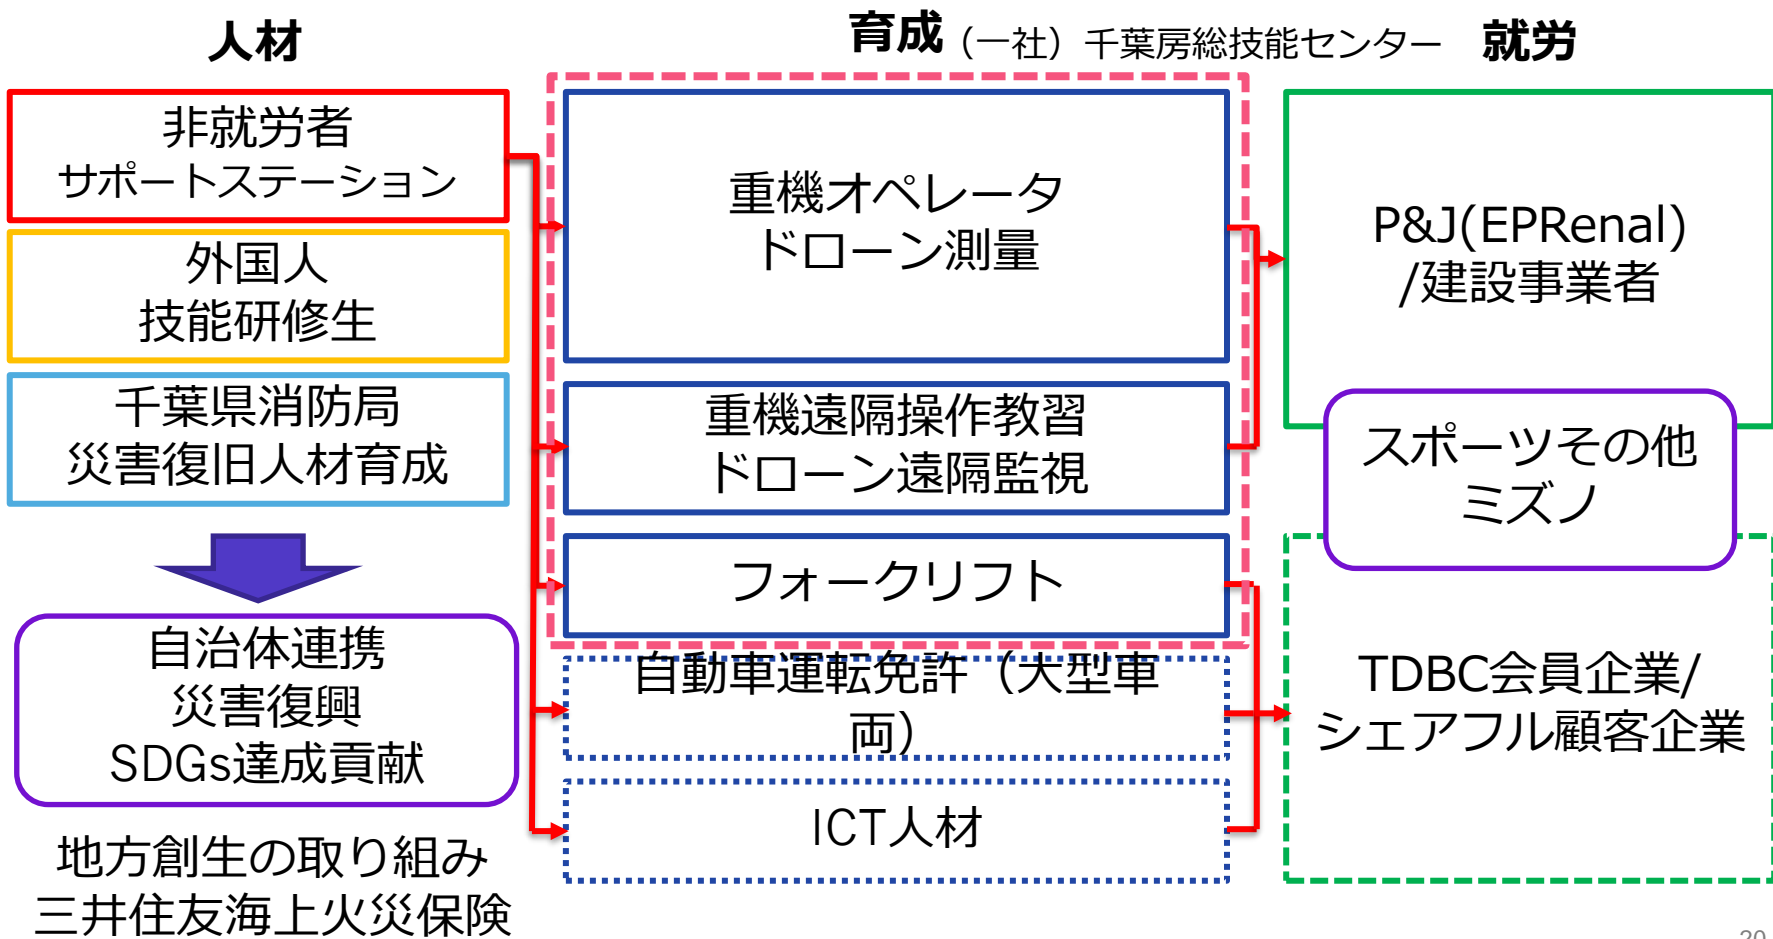 人材
育成（一社）千葉房総技能センター
就労
非就労者
サポートステーション
外国人
技能研修生
千葉県消防局
災害復旧人材育成
自治体連携
災害復興
SDGs達成貢献
地方創生の取り組み
三井住友海上火災保険
重機オペレータ
ドローン測量
重機遠隔操作教習
ドローン遠隔監視
フォークリフト
自動車運転免許（大型車
両）
ICT人材
P&J(EPRenal)
/建設事業者
スポーツその他
ミズノ
TDBC会員企業/
シェアフル顧客企業
20